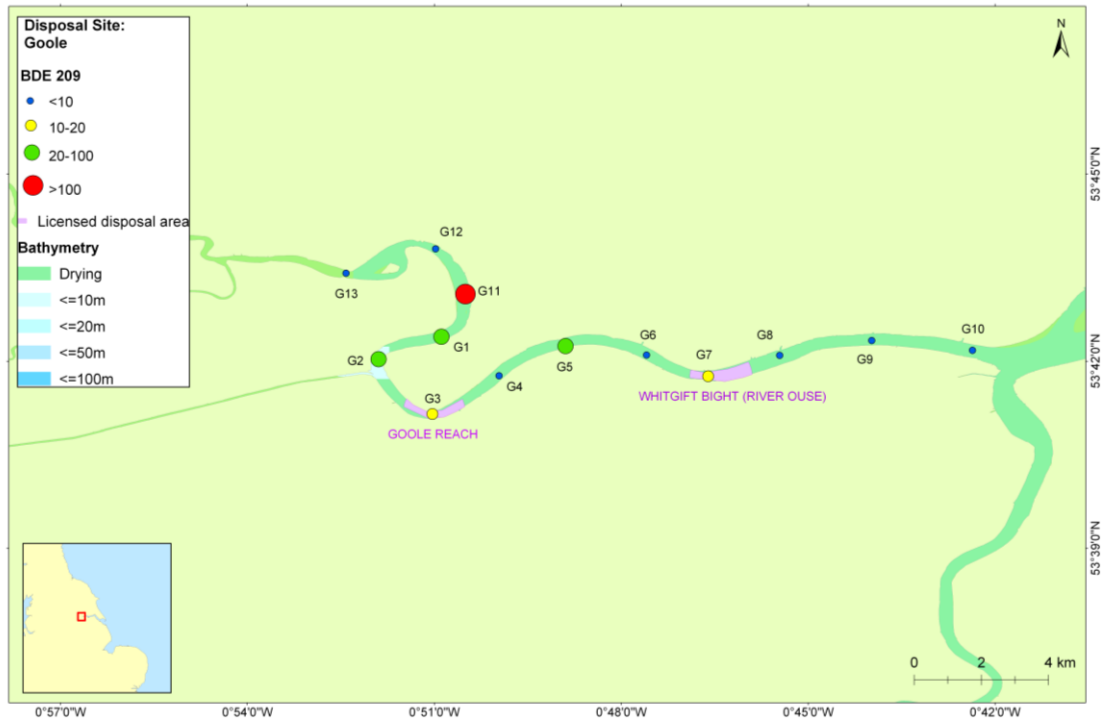 Disposal Site:
Goole
BDE 209
<10
10-20
20-100
>100
Licensed disposal area
Bathymetry
Drying
<=10m
<=20m
<=50m
<=100m
N
G12
G13
G11
G1
G2
G3
G4
G5
G6
G7
G8
G9
G10
GOOLE REACH
WHITGIFT BIGHT (RIVER OUSE)
53°45'0"N
53°42'0"N
53°39'0"N
0 2 4 km
0°57'0"W 0°54'0"W 0°51'0"W 0°48'0"W 0°45'0"W 0°42'0"W